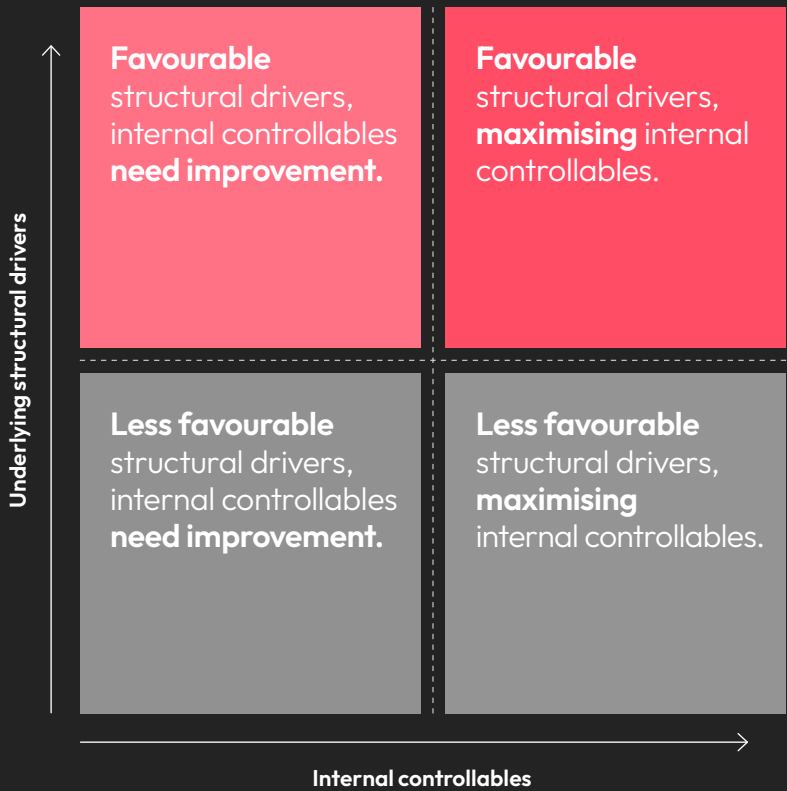 Underlying structural drivers
Favourable
structural drivers,
internal controllables
need improvement.
Favourable
structural drivers,
maximising internal
controllables.
Less favourable
structural drivers,
internal controllables
need improvement.
Less favourable
structural drivers,
maximising
internal controllables.
Internal controllables